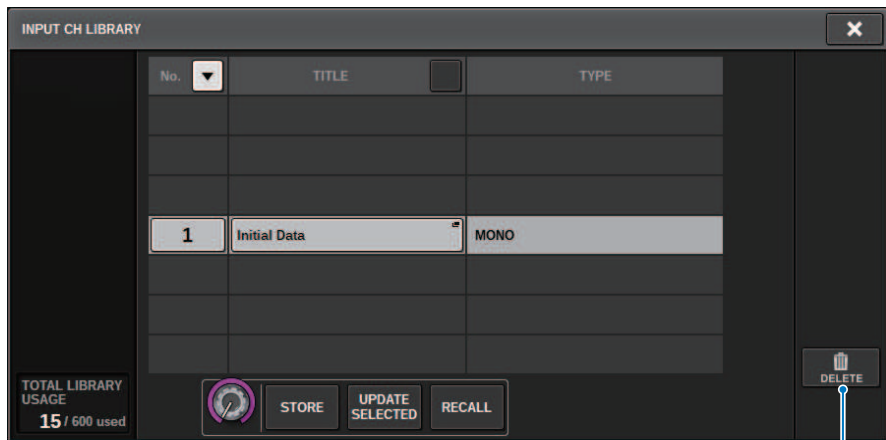 INPUT CH LIBRARY
No. TITLE TYPE
1 Initial Data MONO
DELETE
TOTAL LIBRARY
USAGE
15 / 600 used
STORE
UPDATE
SELECTED
RECALL